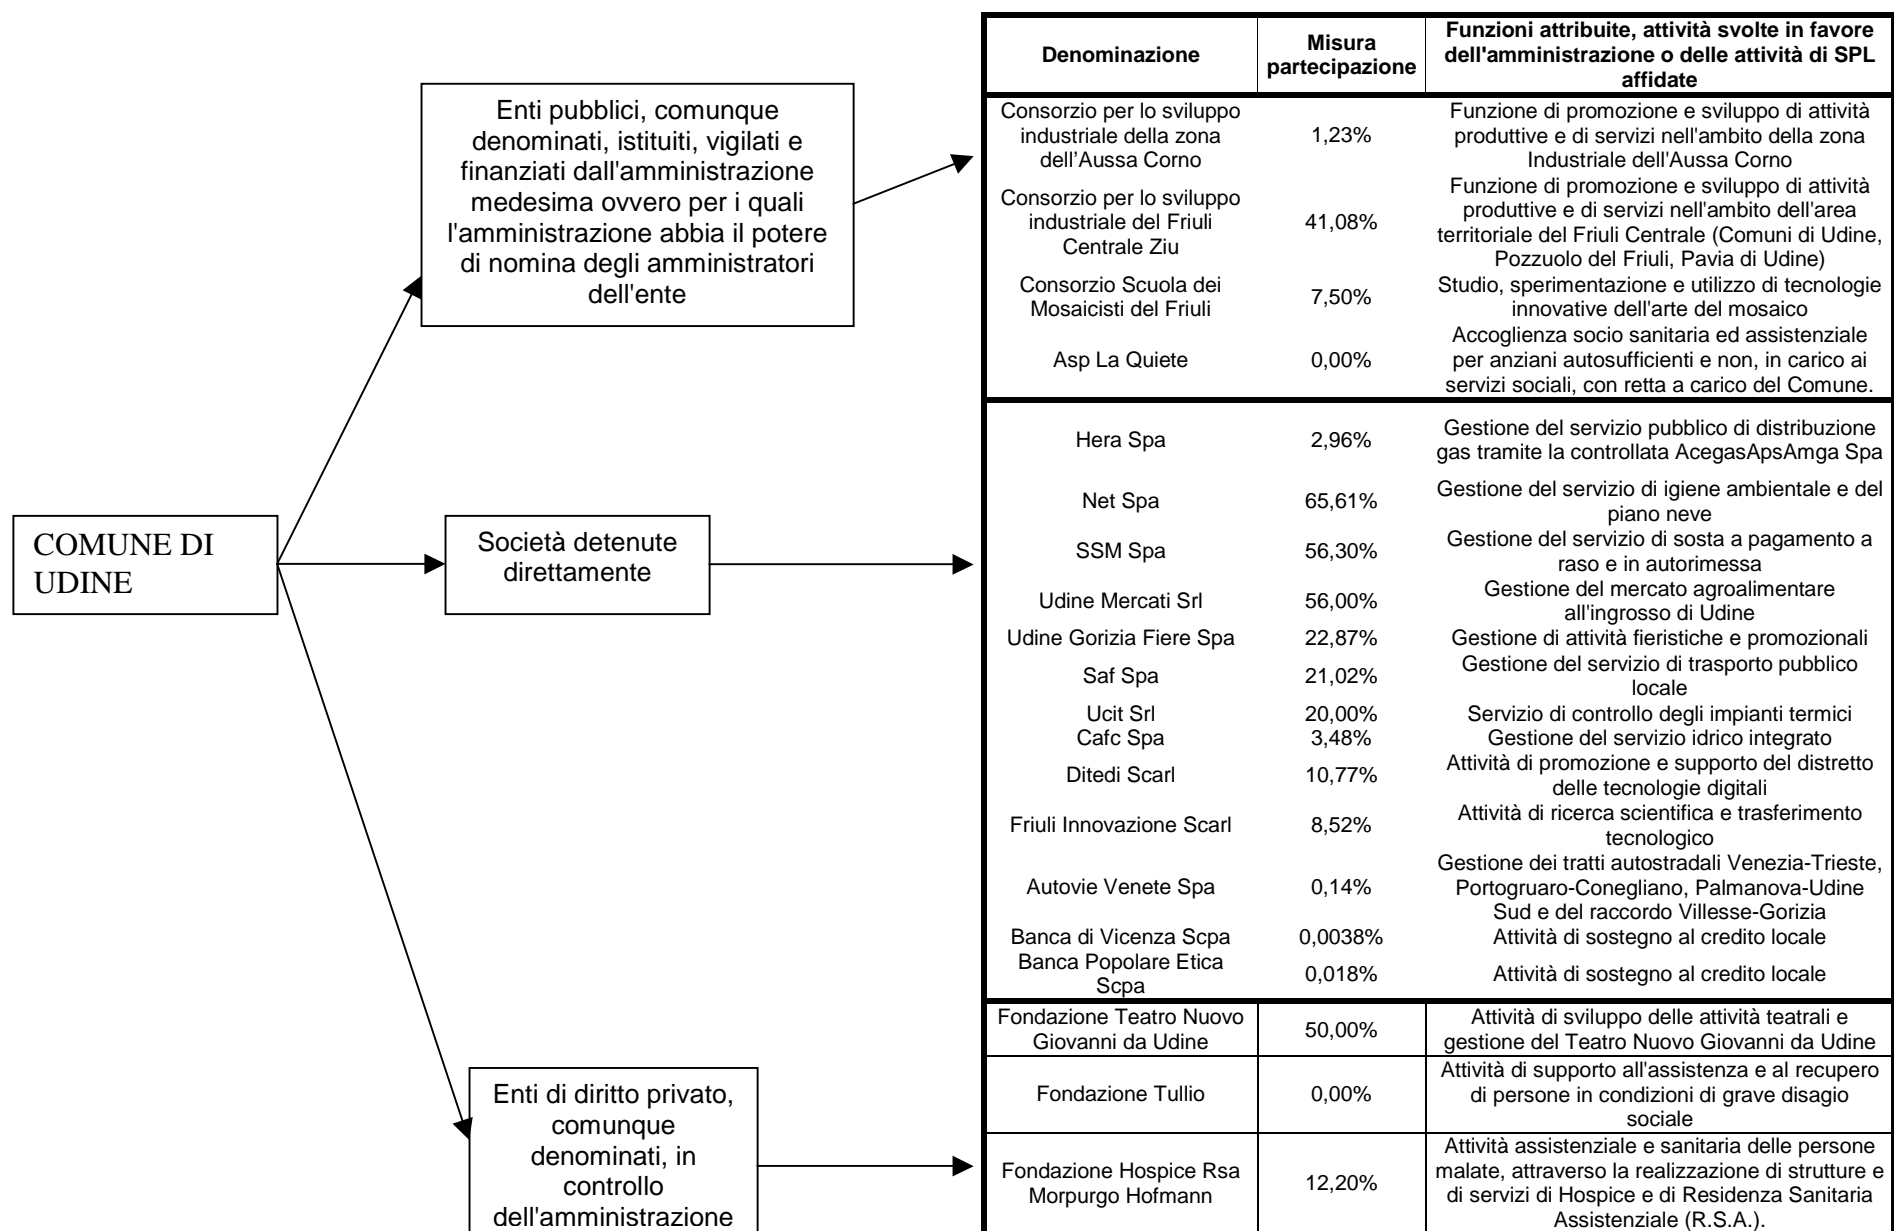 Denominazione
Misura
partecipazione
Funzioni attribuite, attività svolte in favore
dell'amministrazione o delle attività di SPL
affidate
Enti pubblici, comunque
denominati, istituiti, vigilati e
finanziati dall'amministrazione
medesima ovvero per i quali
l'amministrazione abbia il potere
di nomina degli amministratori
dell'ente
Consorzio per lo sviluppo
industriale della zona
dell’Aussa Corno
1,23%
Funzione di promozione e sviluppo di attività
produttive e di servizi nell'ambito della zona
Industriale dell'Aussa Corno
Consorzio per lo sviluppo
industriale del Friuli
Centrale Ziu
41,08%
Funzione di promozione e sviluppo di attività
produttive e di servizi nell'ambito dell'area
territoriale del Friuli Centrale (Comuni di Udine,
Pozzuolo del Friuli, Pavia di Udine)
Consorzio Scuola dei
Mosaicisti del Friuli
7,50%
Studio, sperimentazione e utilizzo di tecnologie
innovative dell'arte del mosaico
Asp La Quiete
0,00%
Accoglienza socio sanitaria ed assistenziale
per anziani autosufficienti e non, in carico ai
servizi sociali, con retta a carico del Comune.
COMUNE DI
UDINE
Società detenute
direttamente
Hera Spa
2,96%
Gestione del servizio pubblico di distribuzione
gas tramite la controllata AcegasApsAmga Spa
Net Spa
65,61%
Gestione del servizio di igiene ambientale e del
piano neve
SSM Spa
56,30%
Gestione del servizio di sosta a pagamento a
raso e in autorimessa
Udine Mercati Srl
56,00%
Gestione del mercato agroalimentare
all'ingrosso di Udine
Udine Gorizia Fiere Spa
22,87%
Gestione di attività fieristiche e promozionali
Saf Spa
21,02%
Gestione del servizio di trasporto pubblico
locale
Ucit Srl
20,00%
Servizio di controllo degli impianti termici
Cafc Spa
3,48%
Gestione del servizio idrico integrato
Ditedi Scarl
10,77%
Attività di promozione e supporto del distretto
delle tecnologie digitali
Friuli Innovazione Scarl
8,52%
Attività di ricerca scientifica e trasferimento
tecnologico
Autovie Venete Spa
0,14%
Gestione dei tratti autostradali Venezia-Trieste,
Portogruaro-Conegliano, Palmanova-Udine
Sud e del raccordo Villesse-Gorizia
Banca di Vicenza Scpa
0,0038%
Attività di sostegno al credito locale
Banca Popolare Etica
Scpa
0,018%
Attività di sostegno al credito locale
Enti di diritto privato,
comunque
denominati, in
controllo
dell'amministrazione
Fondazione Teatro Nuovo
Giovanni da Udine
50,00%
Attività di sviluppo delle attività teatrali e
gestione del Teatro Nuovo Giovanni da Udine
Fondazione Tullio
0,00%
Attività di supporto all'assistenza e al recupero
di persone in condizioni di grave disagio
sociale
Fondazione Hospice Rsa
Morpurgo Hofmann
12,20%
Attività assistenziale e sanitaria delle persone
malate, attraverso la realizzazione di strutture e
di servizi di Hospice e di Residenza Sanitaria
Assistenziale (R.S.A.).